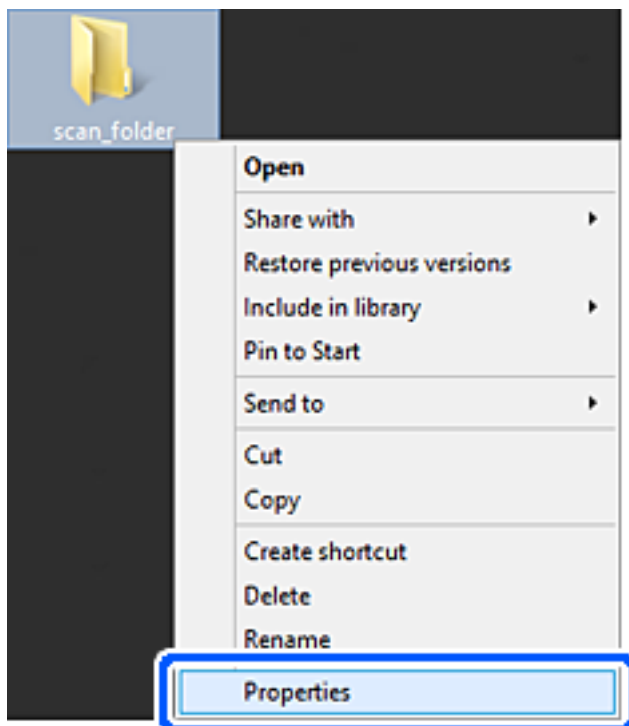 scan_folder
Open
Share with
Restore previous versions
Include in library
Pin to Start
Send to
Cut
Copy
Create shortcut
Delete
Rename
Properties